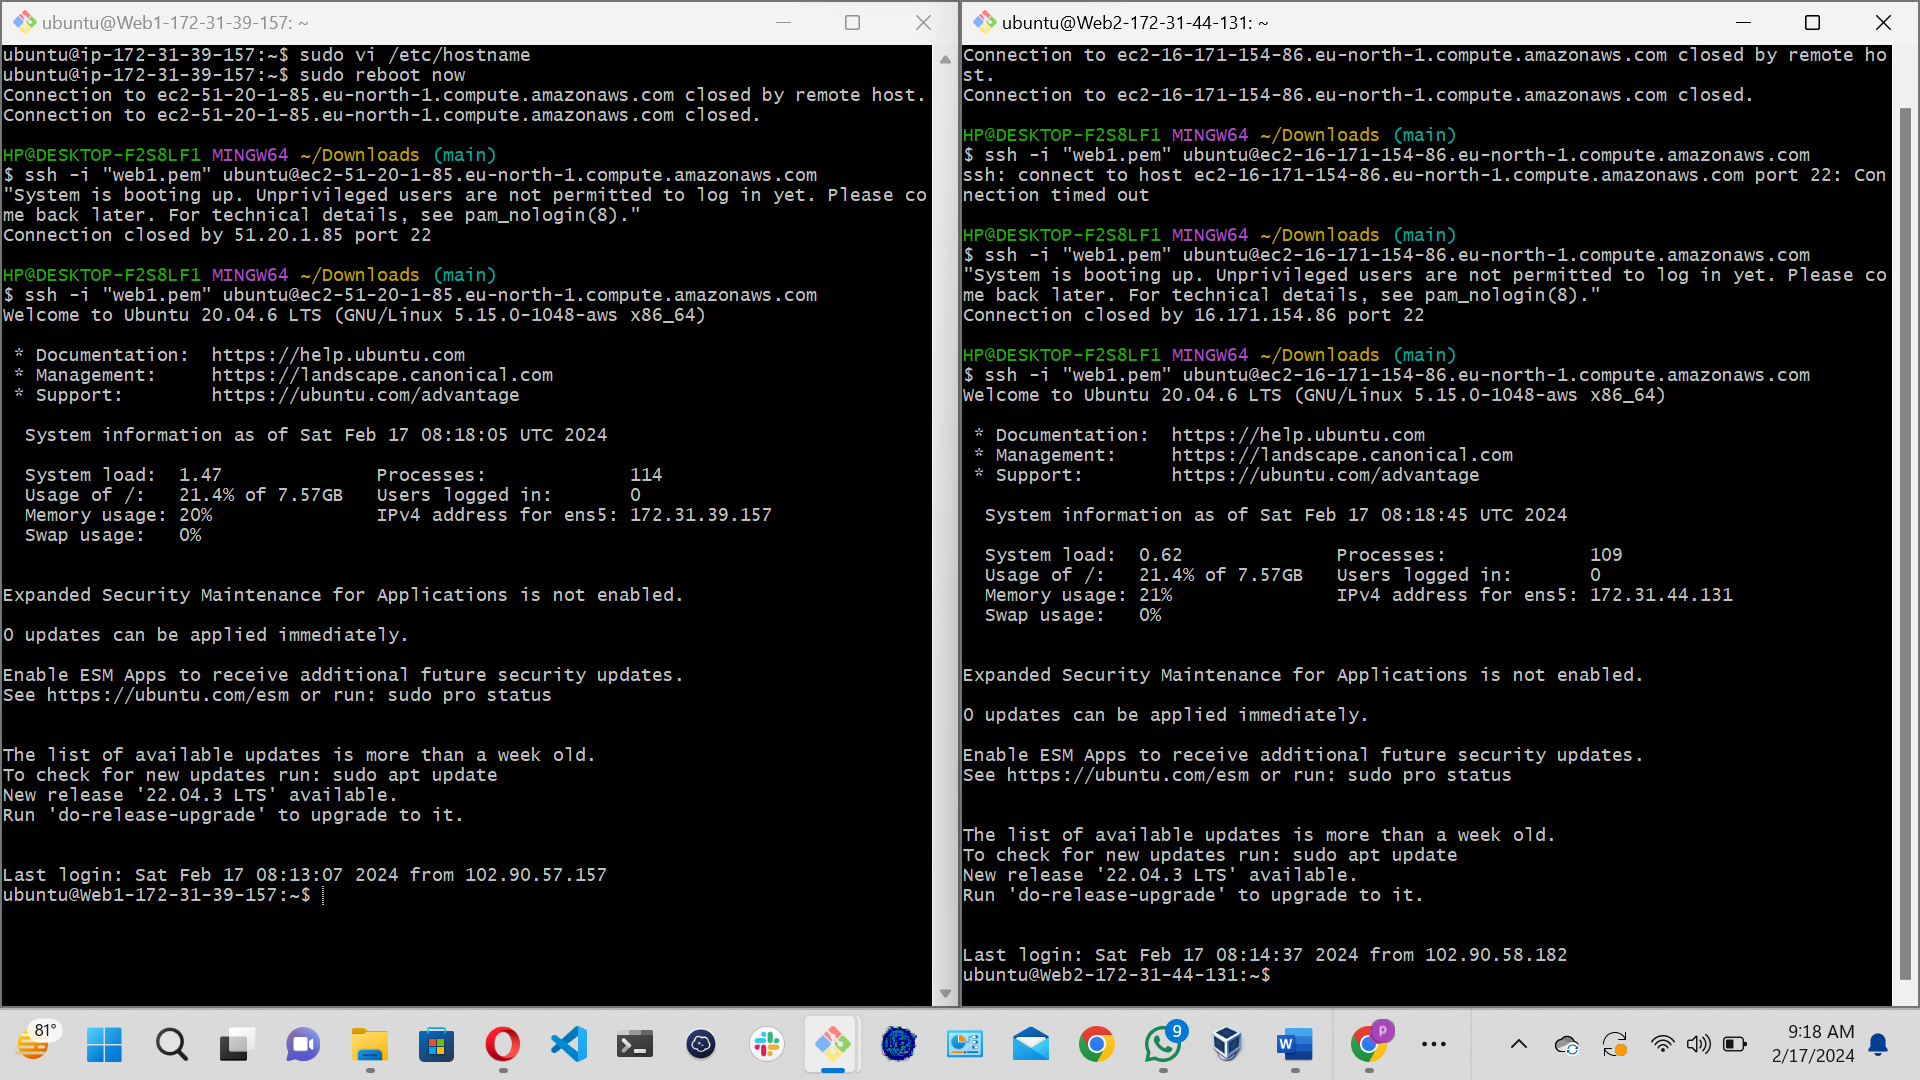 ubuntu@Web1-172-31-39-157: ~
ubuntu@ip-172-31-39-157:~$ sudo vi /etc/hostname
ubuntu@ip-172-31-39-157:~$ sudo reboot now
Connection to ec2-51-20-1-85.eu-north-1.compute.amazonaws.com closed by remote host.
Connection to ec2-51-20-1-85.eu-north-1.compute.amazonaws.com closed.
HP@DESKTOP-F2S8LF1 MINGW64 ~/Downloads (main)
$ ssh -i "web1.pem" ubuntu@ec2-51-20-1-85.eu-north-1.compute.amazonaws.com
"System is booting up. Unprivileged users are not permitted to log in yet. Please co
me back later. For technical details, see pam_nologin(8)."
Connection closed by 51.20.1.85 port 22
HP@DESKTOP-F2S8LF1 MINGW64 ~/Downloads (main)
$ ssh -i "web1.pem" ubuntu@ec2-51-20-1-85.eu-north-1.compute.amazonaws.com
Welcome to Ubuntu 20.04.6 LTS (GNU/Linux 5.15.0-1048-aws x86_64)
* Documentation:  https://help.ubuntu.com
* Management:     https://landscape.canonical.com
* Support:        https://ubuntu.com/advantage
System information as of Sat Feb 17 08:18:05 UTC 2024
System load:  1.47              Processes:             114
Usage of /:   21.4% of 7.57GB   Users logged in:       0
Memory usage: 20%               IPv4 address for ens5: 172.31.39.157
Swap usage:   0%
Expanded Security Maintenance for Applications is not enabled.
0 updates can be applied immediately.
Enable ESM Apps to receive additional future security updates.
See https://ubuntu.com/esm or run: sudo pro status
The list of available updates is more than a week old.
To check for new updates run: sudo apt update
New release '22.04.3 LTS' available.
Run 'do-release-upgrade' to upgrade to it.
Last login: Sat Feb 17 08:13:07 2024 from 102.90.57.157
ubuntu@Web1-172-31-39-157:~$
ubuntu@Web2-172-31-44-131: ~
Connection to ec2-16-171-154-86.eu-north-1.compute.amazonaws.com closed by remote ho
st.
Connection to ec2-16-171-154-86.eu-north-1.compute.amazonaws.com closed.
HP@DESKTOP-F2S8LF1 MINGW64 ~/Downloads (main)
$ ssh -i "web1.pem" ubuntu@ec2-16-171-154-86.eu-north-1.compute.amazonaws.com
ssh: connect to host ec2-16-171-154-86.eu-north-1.compute.amazonaws.com port 22: Con
nection timed out
HP@DESKTOP-F2S8LF1 MINGW64 ~/Downloads (main)
$ ssh -i "web1.pem" ubuntu@ec2-16-171-154-86.eu-north-1.compute.amazonaws.com
"System is booting up. Unprivileged users are not permitted to log in yet. Please co
me back later. For technical details, see pam_nologin(8)."
Connection closed by 16.171.154.86 port 22
HP@DESKTOP-F2S8LF1 MINGW64 ~/Downloads (main)
$ ssh -i "web1.pem" ubuntu@ec2-16-171-154-86.eu-north-1.compute.amazonaws.com
Welcome to Ubuntu 20.04.6 LTS (GNU/Linux 5.15.0-1048-aws x86_64)
* Documentation:  https://help.ubuntu.com
* Management:     https://landscape.canonical.com
* Support:        https://ubuntu.com/advantage
System information as of Sat Feb 17 08:18:45 UTC 2024
System load:  0.62              Processes:             109
Usage of /:   21.4% of 7.57GB   Users logged in:       0
Memory usage: 21%               IPv4 address for ens5: 172.31.44.131
Swap usage:   0%
Expanded Security Maintenance for Applications is not enabled.
0 updates can be applied immediately.
Enable ESM Apps to receive additional future security updates.
See https://ubuntu.com/esm or run: sudo pro status
The list of available updates is more than a week old.
To check for new updates run: sudo apt update
New release '22.04.3 LTS' available.
Run 'do-release-upgrade' to upgrade to it.
Last login: Sat Feb 17 08:14:37 2024 from 102.90.58.182
ubuntu@Web2-172-31-44-131:~$
81°
9
W
P
9:18 AM
2/17/2024